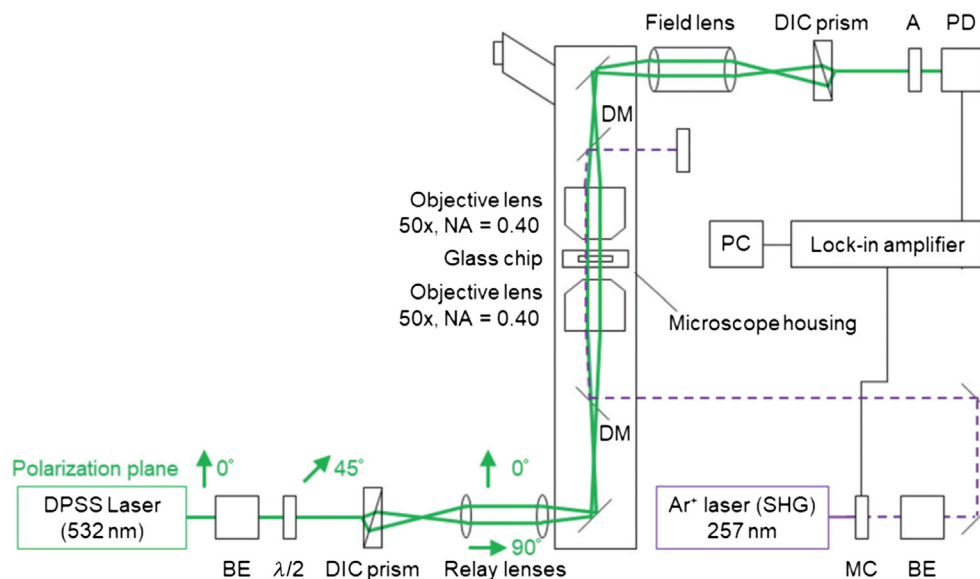 Field lens
DIC prism
A
PD
DM
Objective lens
50x, NA = 0.40
Glass chip
Objective lens
50x, NA = 0.40
PC
Lock-in amplifier
Microscope housing
DM
Polarization plane
0°
45°
0°
90°
DPSS Laser
(532 nm)
Ar⁺ laser (SHG)
257 nm
BE
λ/2
DIC prism
Relay lenses
MC
BE